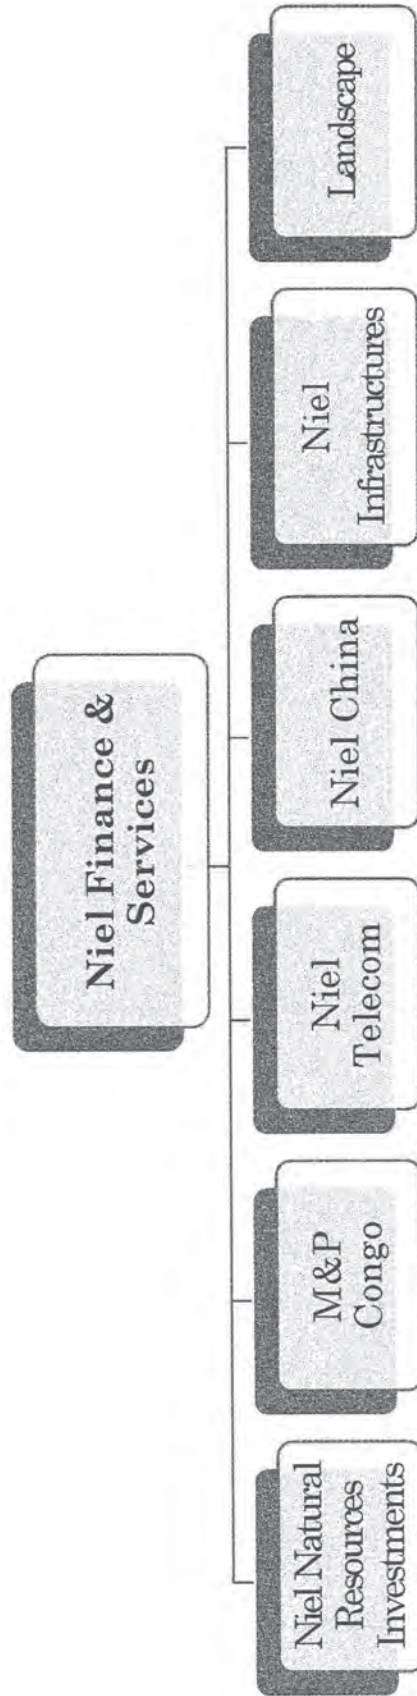 Niel Finance &
Services
Niel Natural
Resources
Investments
M&P
Congo
Niel
Telecom
Niel China
Niel
Infrastructures
Landscape